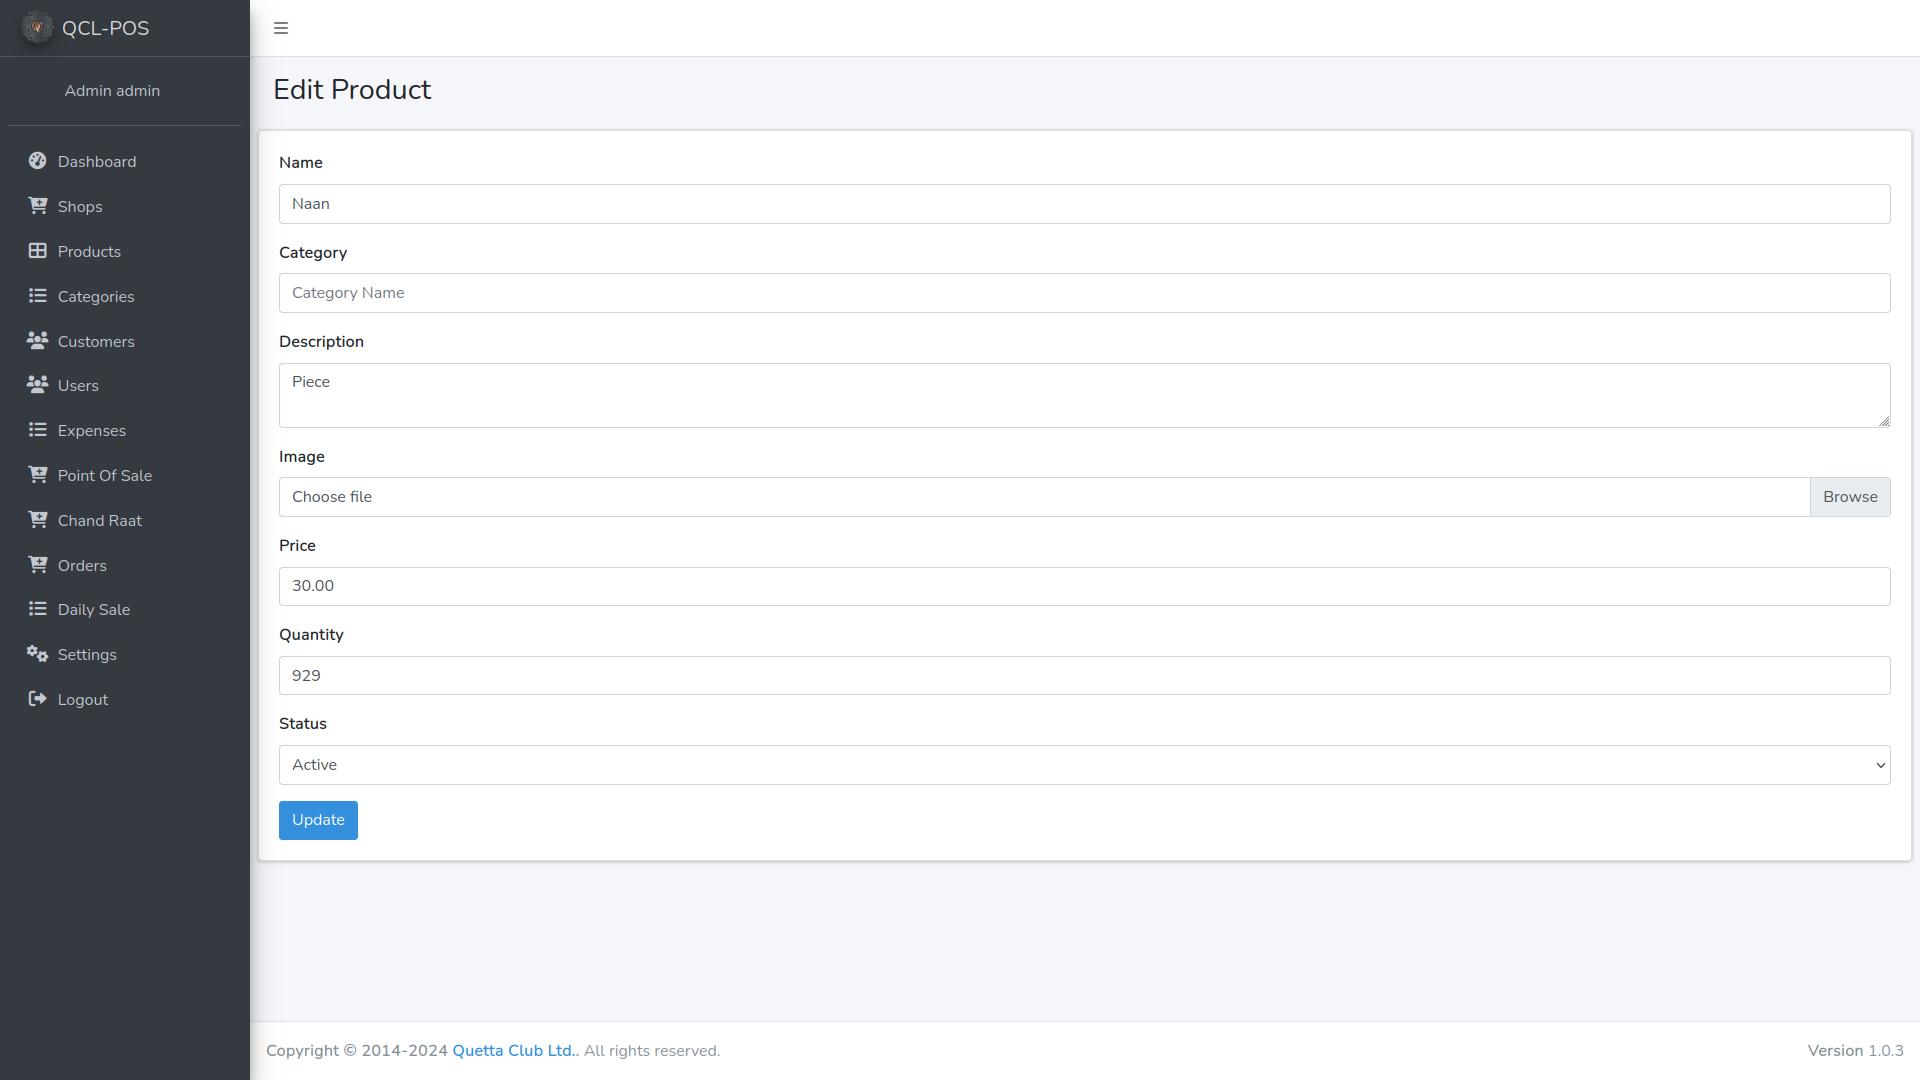 QCL-POS
Admin admin
Dashboard
Shops
Products
Categories
Customers
Users
Expenses
Point Of Sale
Chand Raat
Orders
Daily Sale
Settings
Logout
Edit Product
Name
Naan
Category
Category Name
Description
Piece
Image
Choose file Browse
Price
30.00
Quantity
929
Status
Active
Update
Copyright © 2014-2024 Quetta Club Ltd.. All rights reserved. Version 1.0.3